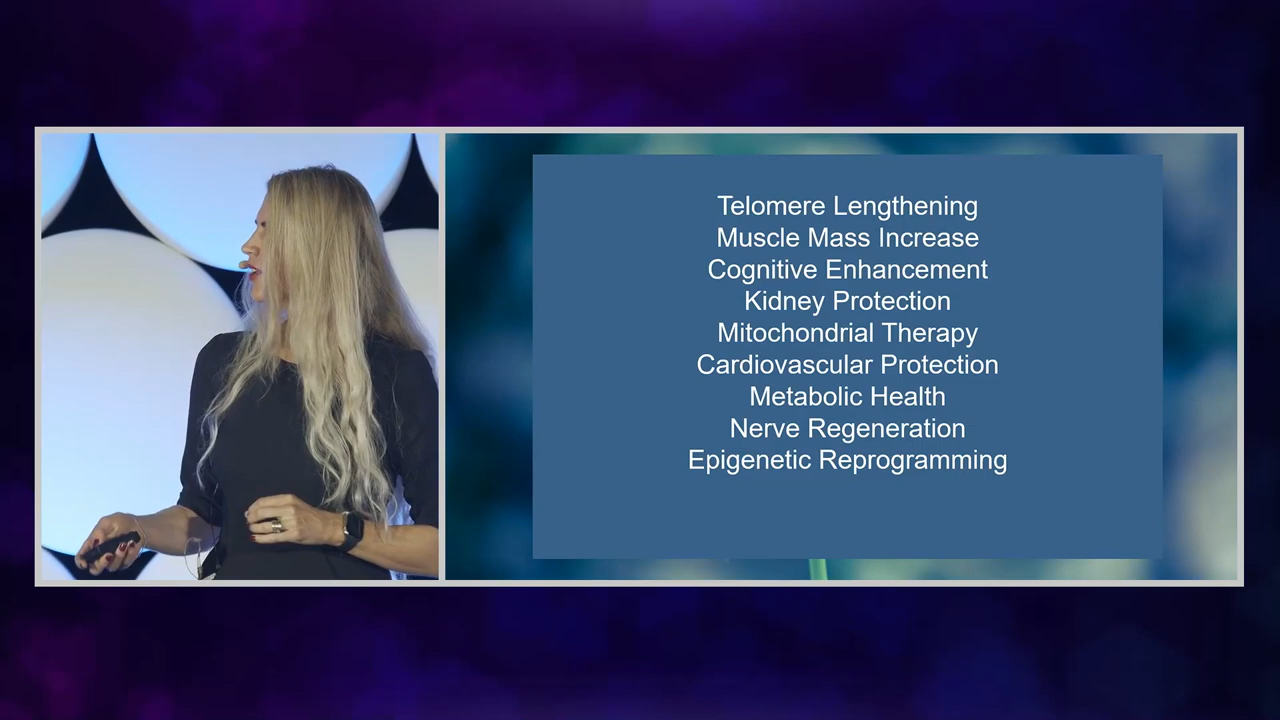 Telomere Lengthening
Muscle Mass Increase
Cognitive Enhancement
Kidney Protection
Mitochondrial Therapy
Cardiovascular Protection
Metabolic Health
Nerve Regeneration
Epigenetic Reprogramming